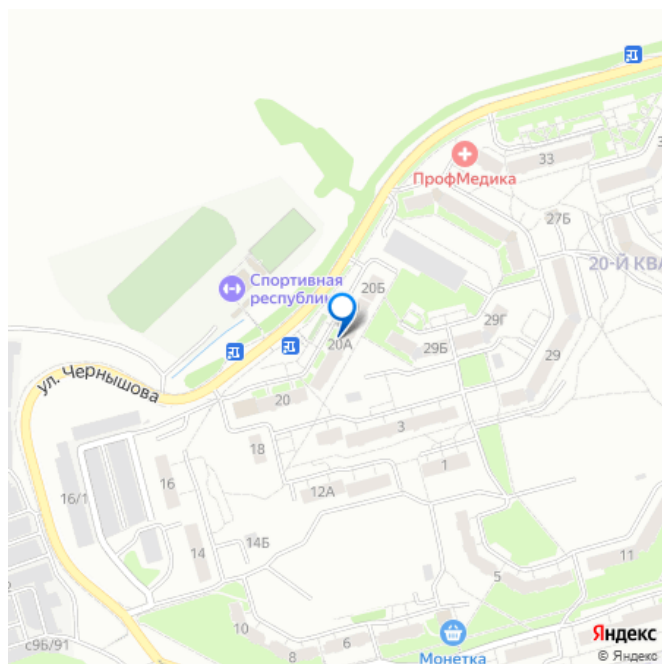 33
ПрофМедика
27Б
20-Й КВА
Спортивная
республик
20Б
20А
29Г
29Б
29
ул. Чернышова
20
3
18
1
16
16/1
12А
14Б
14
11
5
10
6
8
с9Б/91
Монетка
Яндекс
© Яндекс